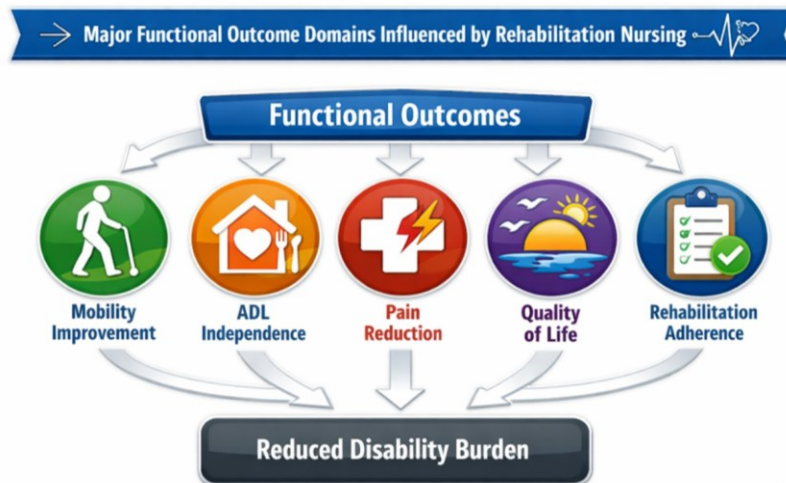 Major Functional Outcome Domains Influenced by Rehabilitation Nursing
Functional Outcomes
Mobility
Improvement
ADL
Independence
Pain
Reduction
Quality
of Life
Rehabilitation
Adherence
Reduced Disability Burden